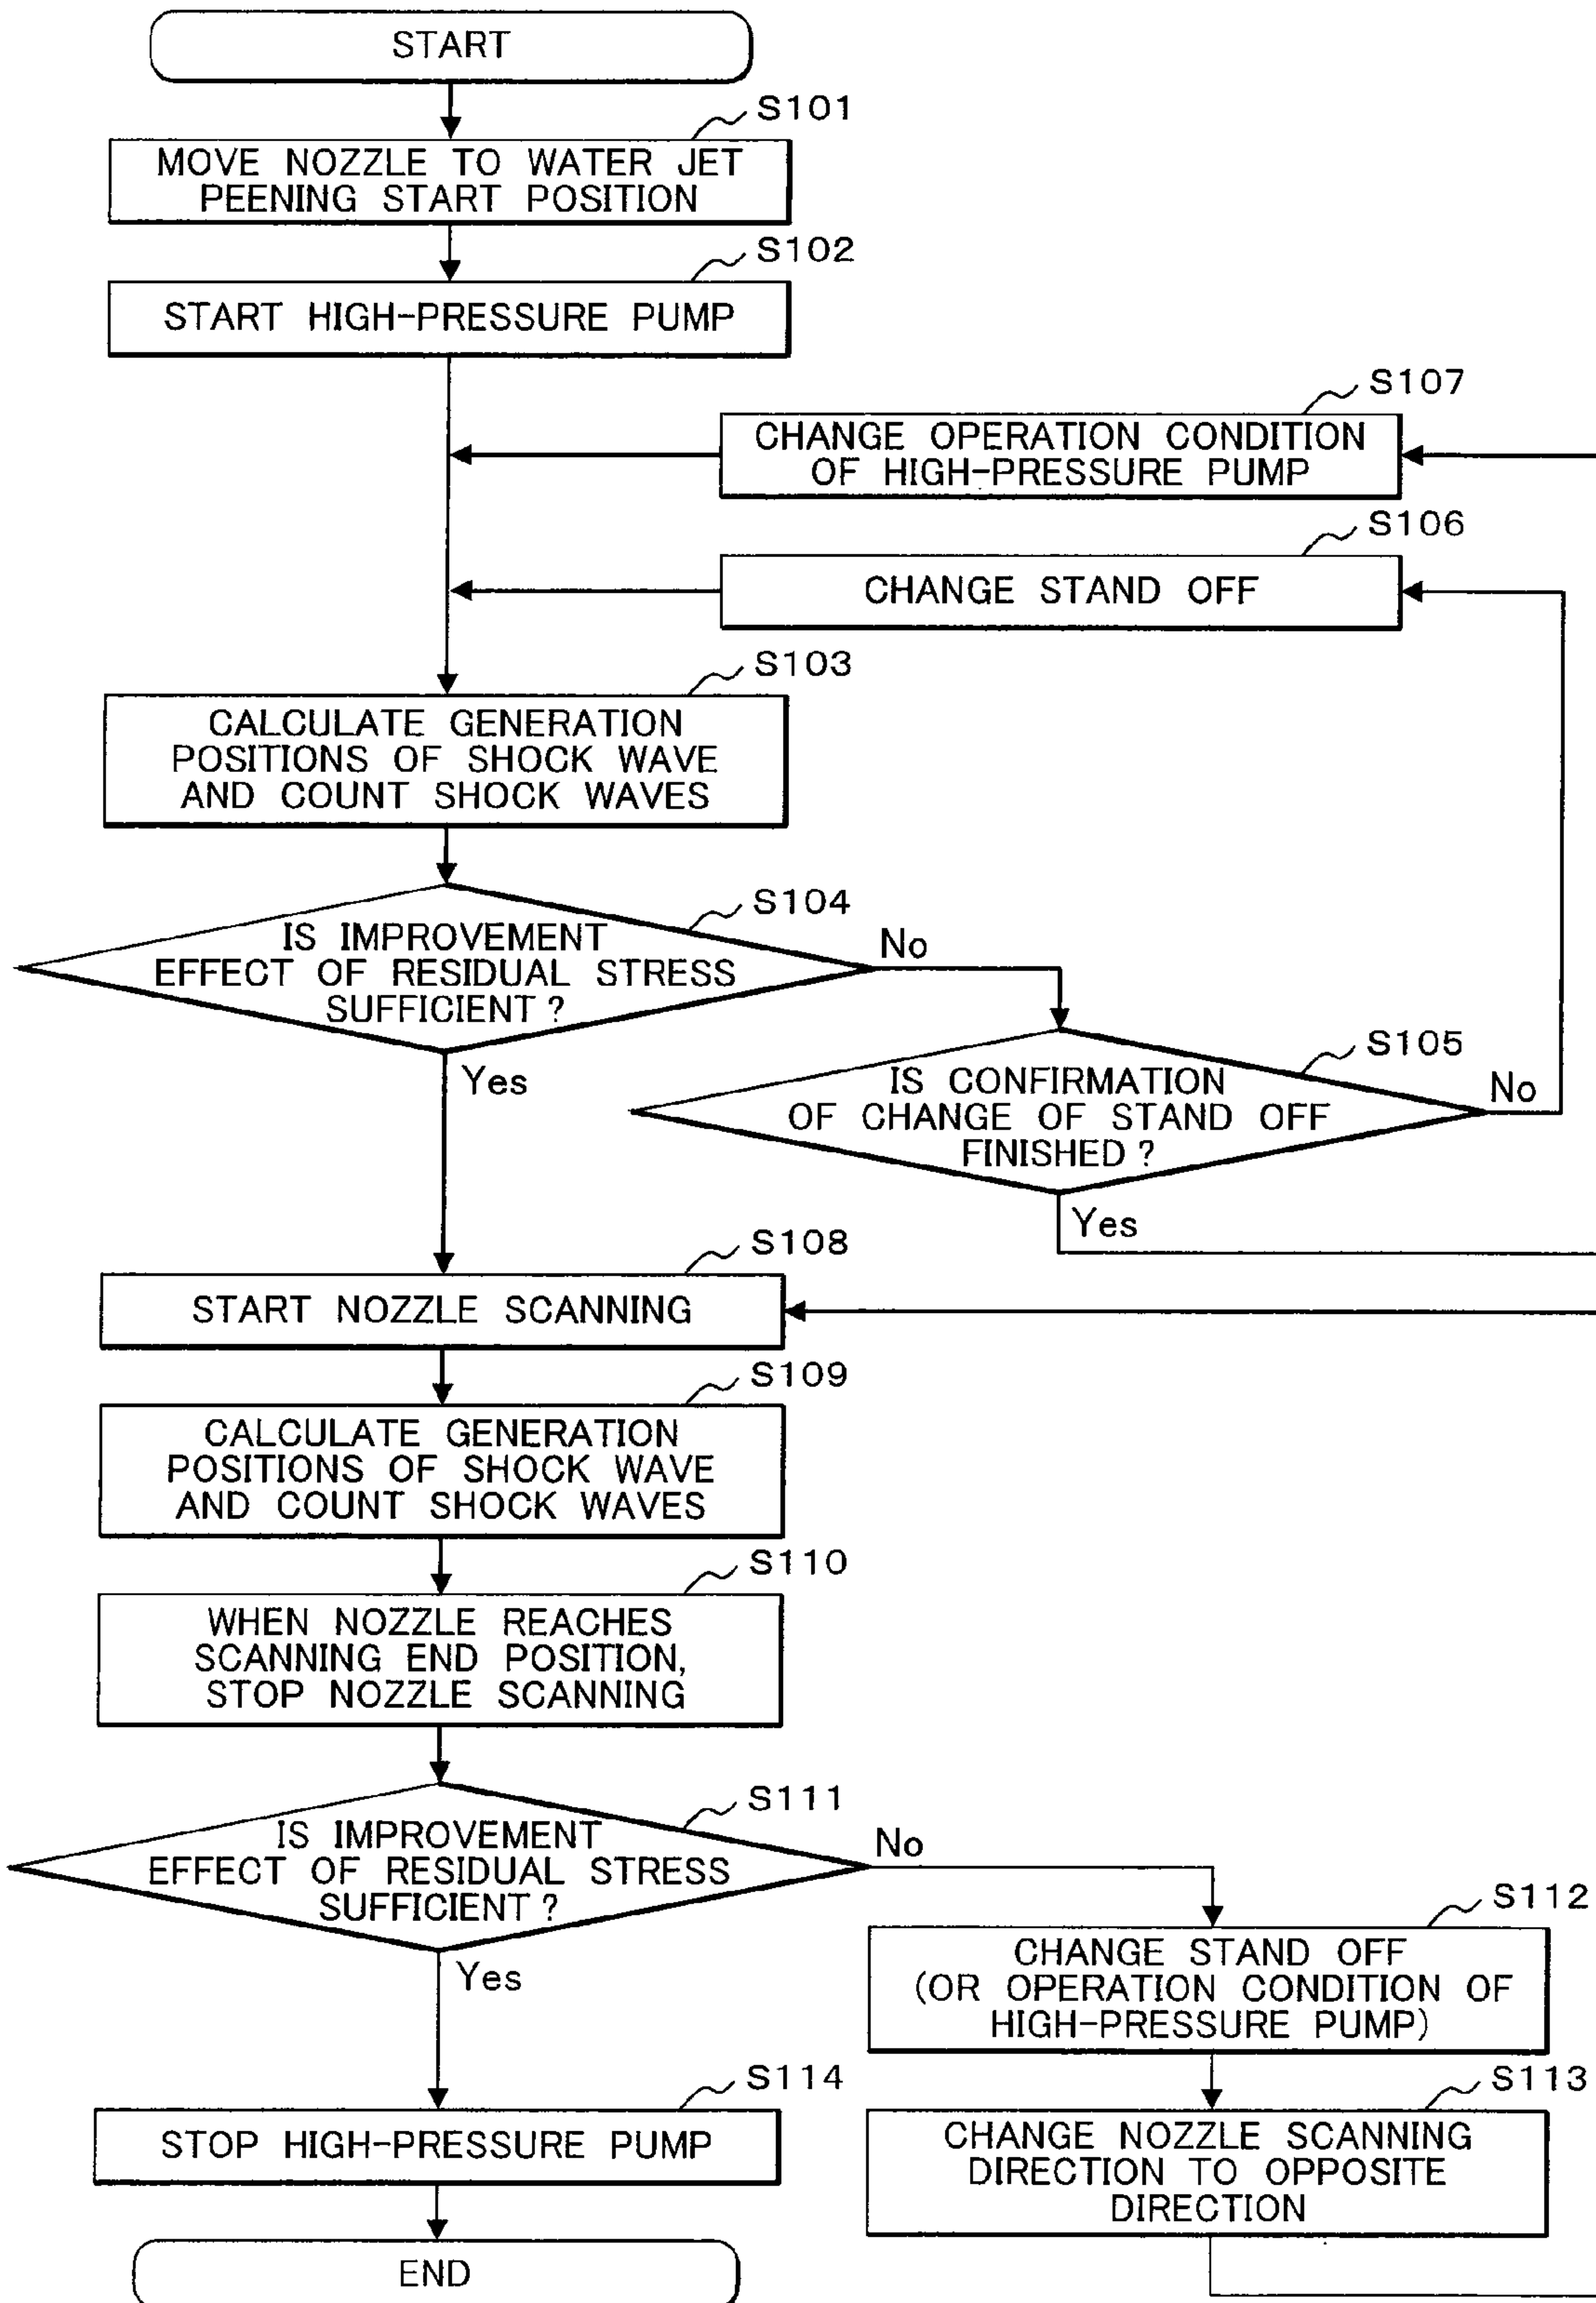 START
S101
MOVE NOZZLE TO WATER JET
PEENING START POSITION
S102
START HIGH-PRESSURE PUMP
S107
CHANGE OPERATION CONDITION
OF HIGH-PRESSURE PUMP
S106
CHANGE STAND OFF
S103
CALCULATE GENERATION
POSITIONS OF SHOCK WAVE
AND COUNT SHOCK WAVES
S104
IS IMPROVEMENT
EFFECT OF RESIDUAL STRESS
SUFFICIENT?
No
Yes
S105
IS CONFIRMATION
OF CHANGE OF STAND OFF
FINISHED?
No
Yes
S108
START NOZZLE SCANNING
S109
CALCULATE GENERATION
POSITIONS OF SHOCK WAVE
AND COUNT SHOCK WAVES
S110
WHEN NOZZLE REACHES
SCANNING END POSITION,
STOP NOZZLE SCANNING
S111
IS IMPROVEMENT
EFFECT OF RESIDUAL STRESS
SUFFICIENT?
No
Yes
S112
CHANGE STAND OFF
(OR OPERATION CONDITION OF
HIGH-PRESSURE PUMP)
S113
CHANGE NOZZLE SCANNING
DIRECTION TO OPPOSITE
DIRECTION
S114
STOP HIGH-PRESSURE PUMP
END